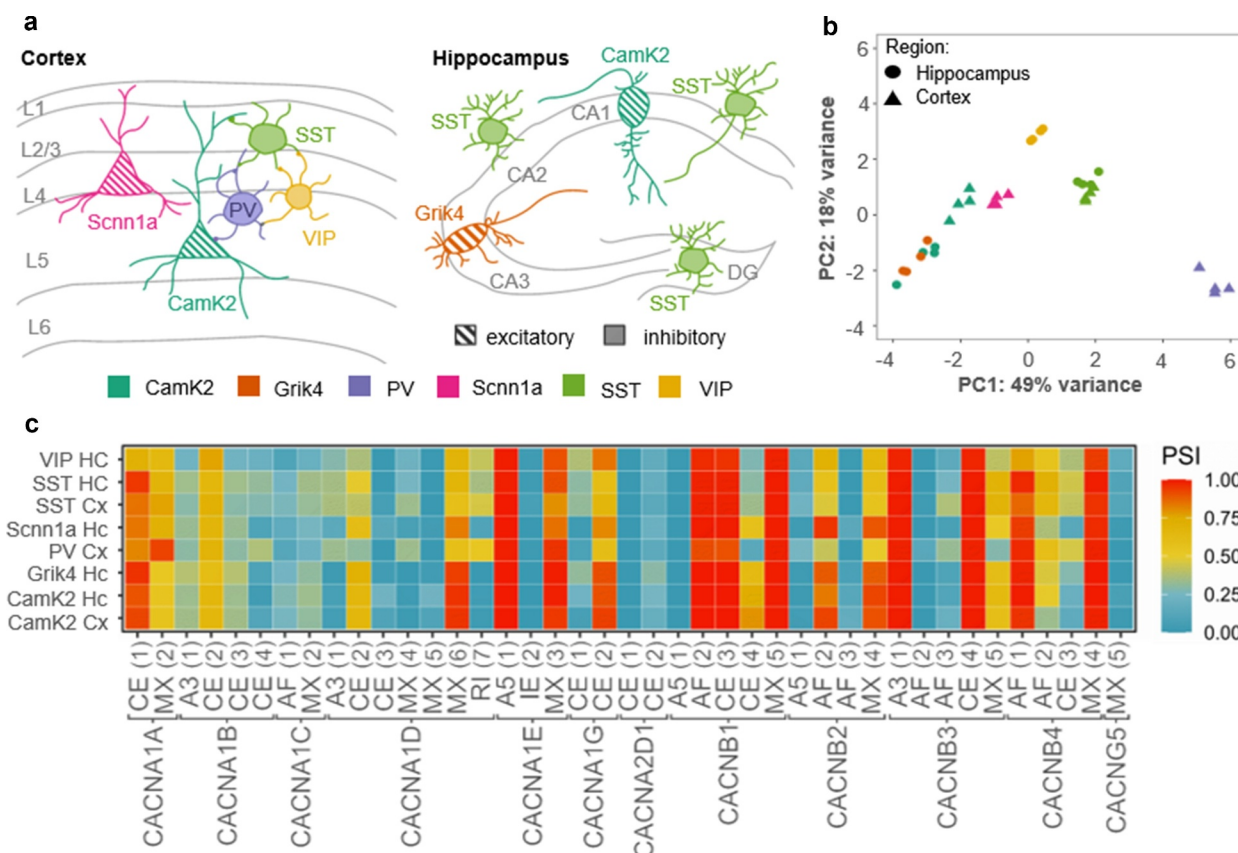 a
Cortex
L1
L2/3
L4
L5
L6
Scnn1a
CamK2
SST
PV
VIP
Hippocampus
CamK2
SST
SST
CA1
CA2
Grik4
CA3
DG
SST
excitatory
inhibitory
CamK2 Grik4 PV Scnn1a SST VIP
b
Region:
Hippocampus
Cortex
PC2: 18% variance
6
4
2
0
-2
-4
-4 -2 0 2 4 6
PC1: 49% variance
c
VIP HC
SST HC
SST Cx
Scnn1a Hc
PV Cx
Grik4 Hc
CamK2 Hc
CamK2 Cx
PSI
1.00
0.75
0.50
0.25
0.00
CE (1)
MX (2)
A3 (1)
CE (2)
CE (3)
CE (4)
AF (1)
MX (2)
A3 (1)
CE (2)
CE (3)
MX (4)
MX (5)
MX (6)
RI (7)
A5 (1)
IE (2)
MX (3)
CE (1)
CE (2)
CE (1)
CE (2)
A5 (1)
AF (2)
CE (3)
MX (5)
A5 (1)
AF (2)
AF (3)
MX (4)
A3 (1)
AF (2)
AF (3)
CE (4)
MX (5)
AF (1)
AF (2)
CE (3)
MX (4)
MX (5)
CACNA1A
CACNA1B
CACNA1C
CACNA1D
CACNA1E
CACNA1G
CACNA2D1
CACNB1
CACNB2
CACNB3
CACNB4
CACNG5